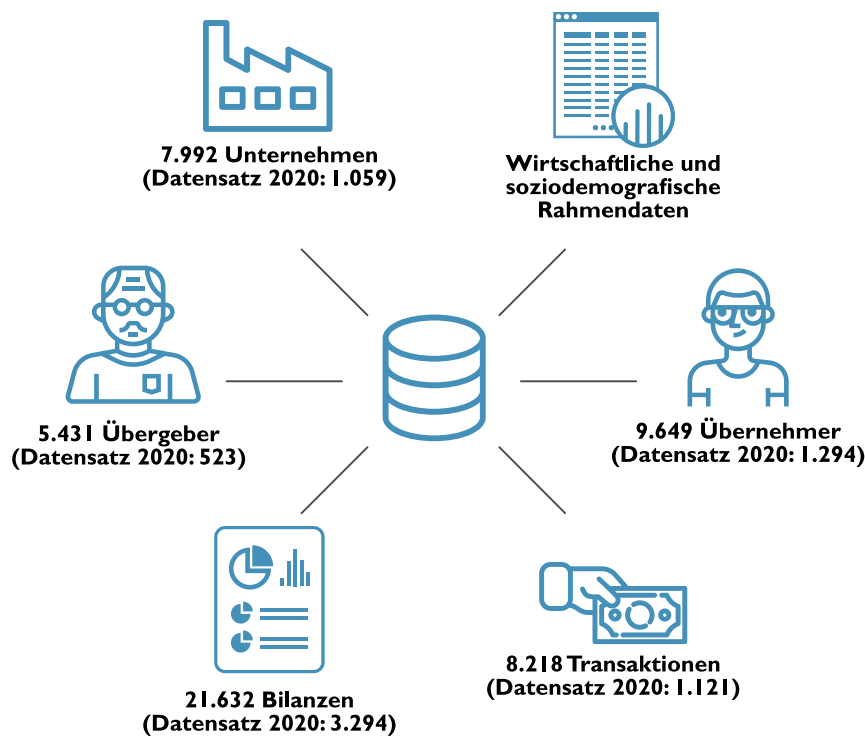 7.992 Unternehmen
(Datensatz 2020: 1.059)
Wirtschaftliche und
soziodemografische
Rahmendaten
5.431 Übergeber
(Datensatz 2020: 523)
9.649 Übernehmer
(Datensatz 2020: 1.294)
21.632 Bilanzen
(Datensatz 2020: 3.294)
8.218 Transaktionen
(Datensatz 2020: 1.121)